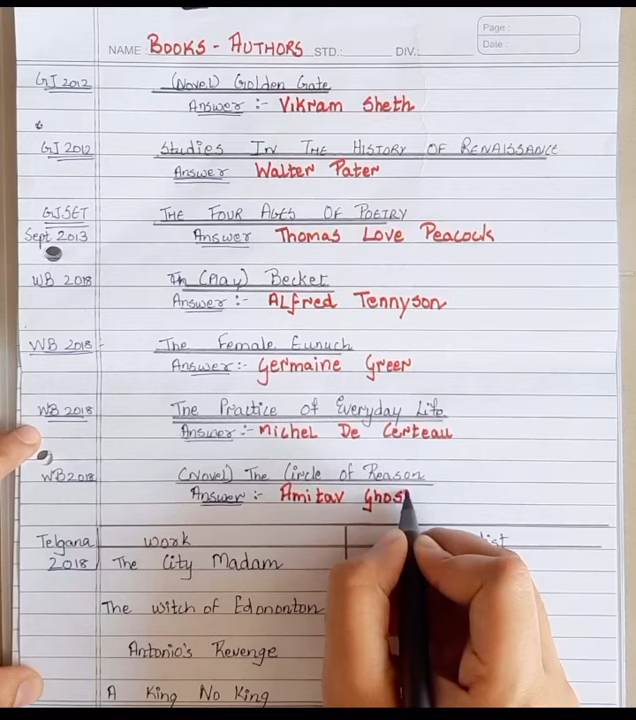 Page :
Date :
NAME BOOKS - AUTHORS STD.: DIV.:
GJ 2012 (Novel) Golden Gate
Answer :- Vikram Sheth
GJ 2012 Studies In The History of Renaissance
Answer Walter Pater
GJ SET The Four Ages Of Poetry
Sept 2013 Answer Thomas Love Peacock
WB 2018 (Play) Becket
Answer :- Alfred Tennyson
WB 2018 - The Female Eunuch
Answer :- Germaine Greer
WB 2018 The Practice of Everyday Life
Answer :- Michel De Certeau
WB 2018 (Novel) The Circle of Reason
Answer :- Amitav Ghos
Telgana work
2018 The City Madam
The witch of Edmonton
Antonio's Revenge
A King No King